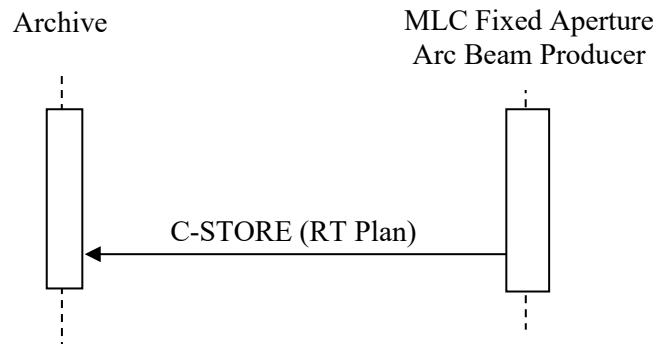 Archive
MLC Fixed Aperture
Arc Beam Producer
C-STORE (RT Plan)